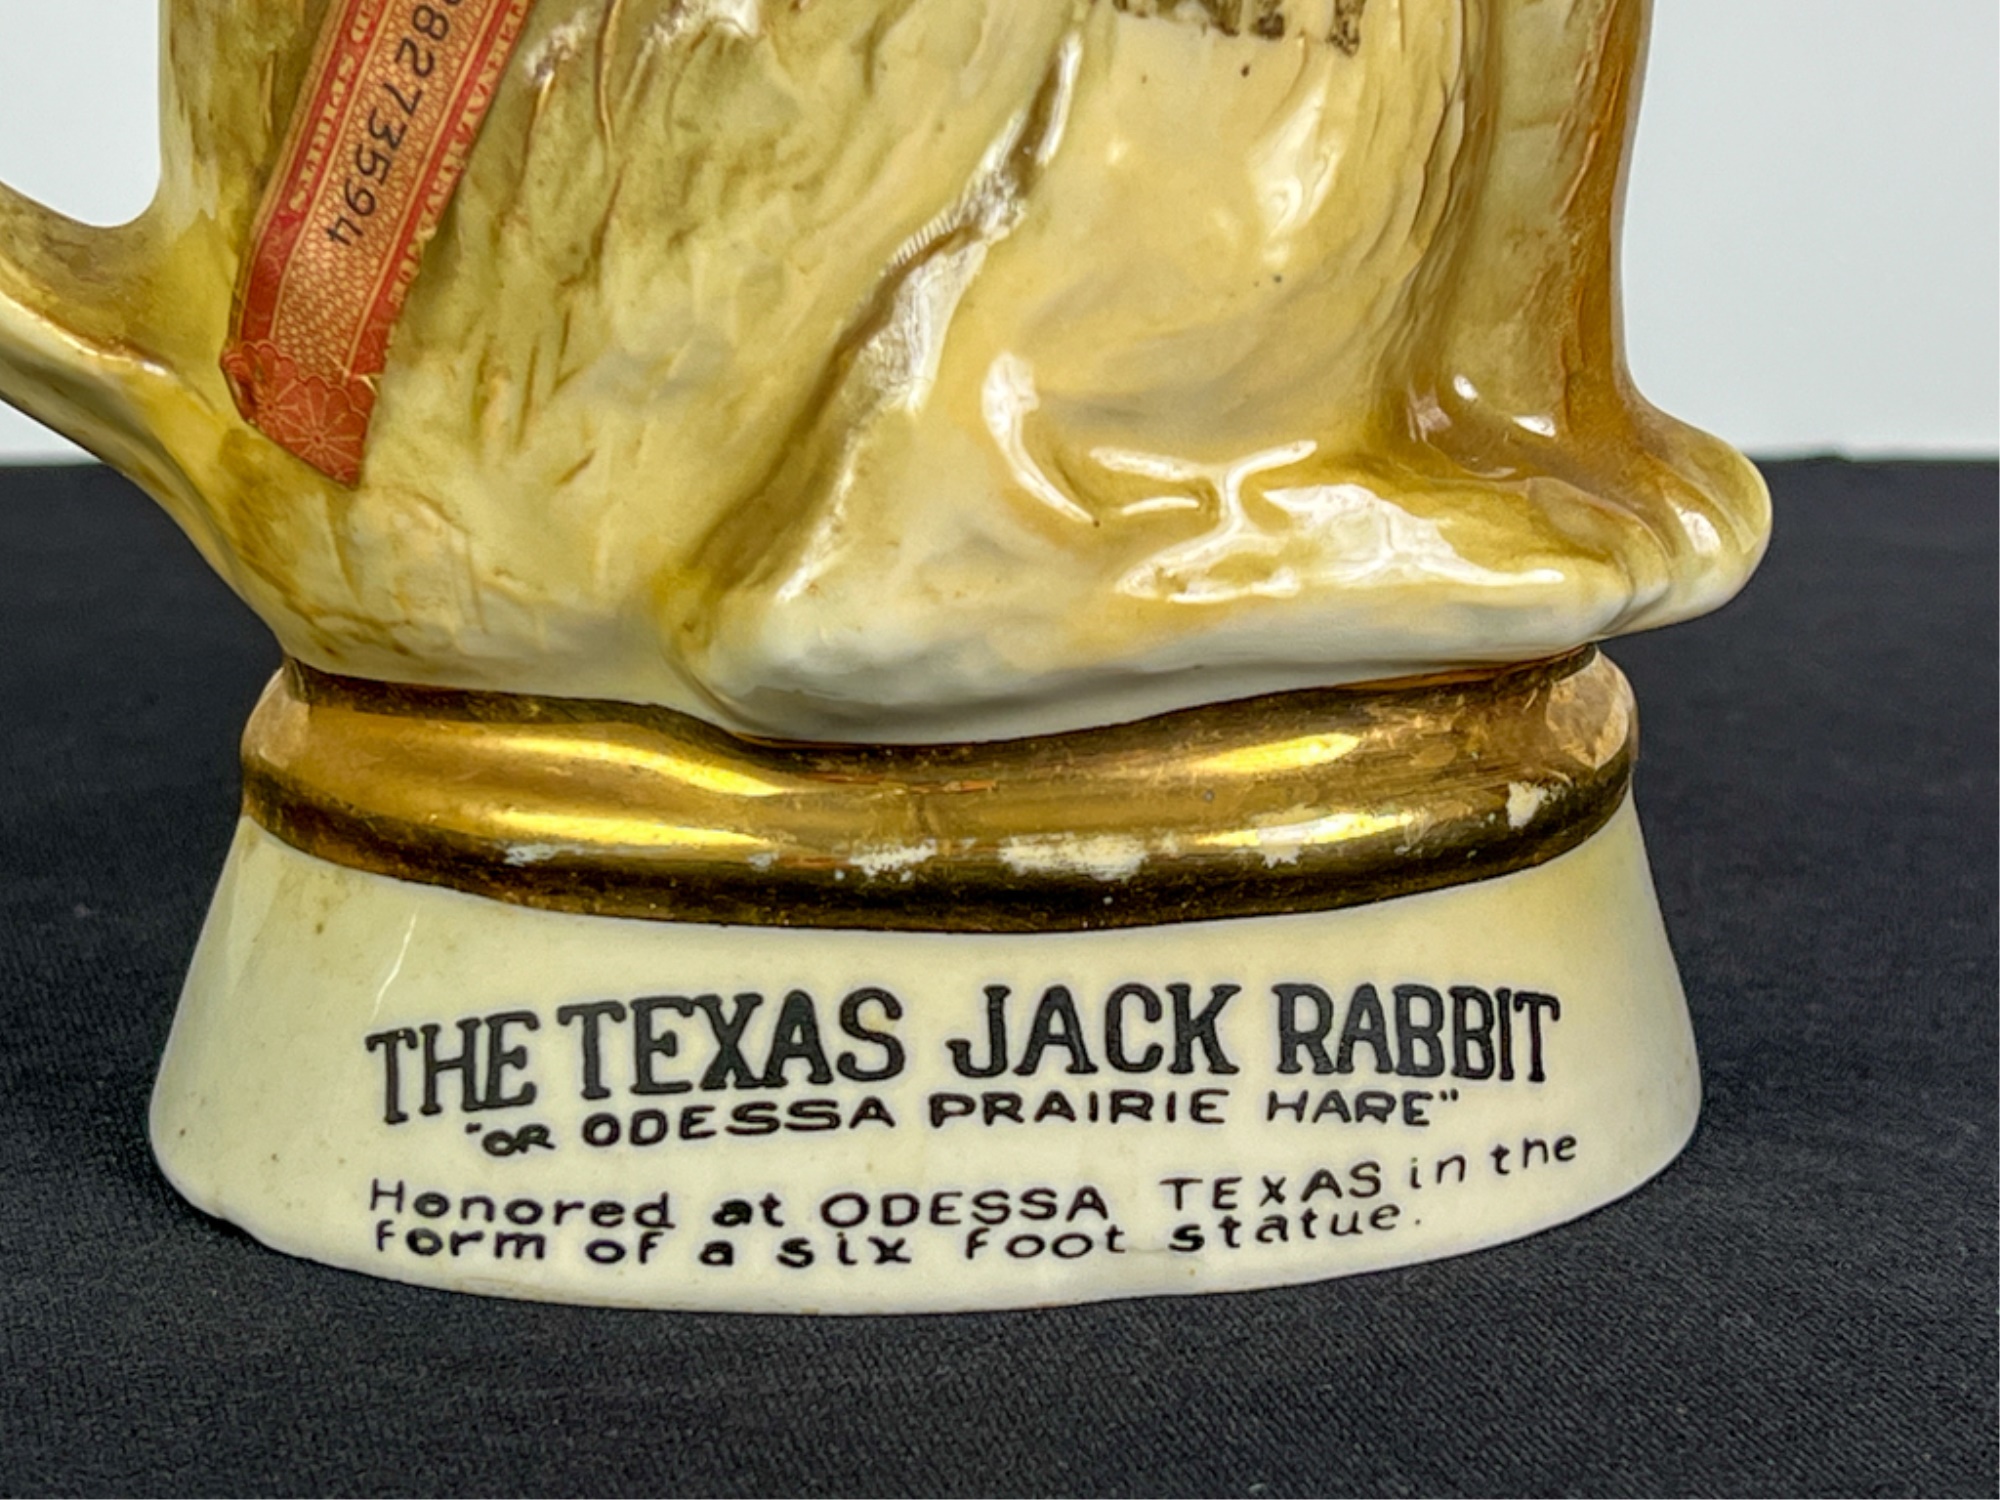 08273594
THE TEXAS JACK RABBIT
"OR ODESSA PRAIRIE HARE"
Honored at ODESSA TEXAS in the
form of a six foot statue.